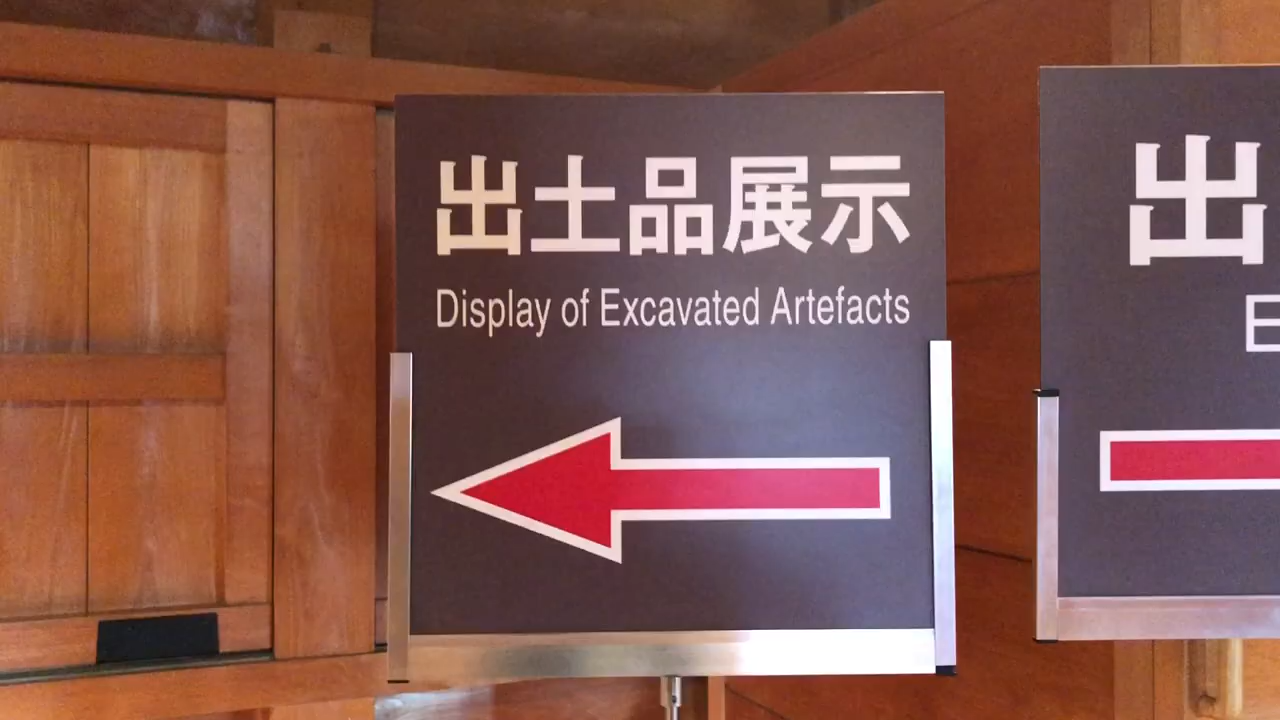 出土品展示
Display of Excavated Artefacts
出
E